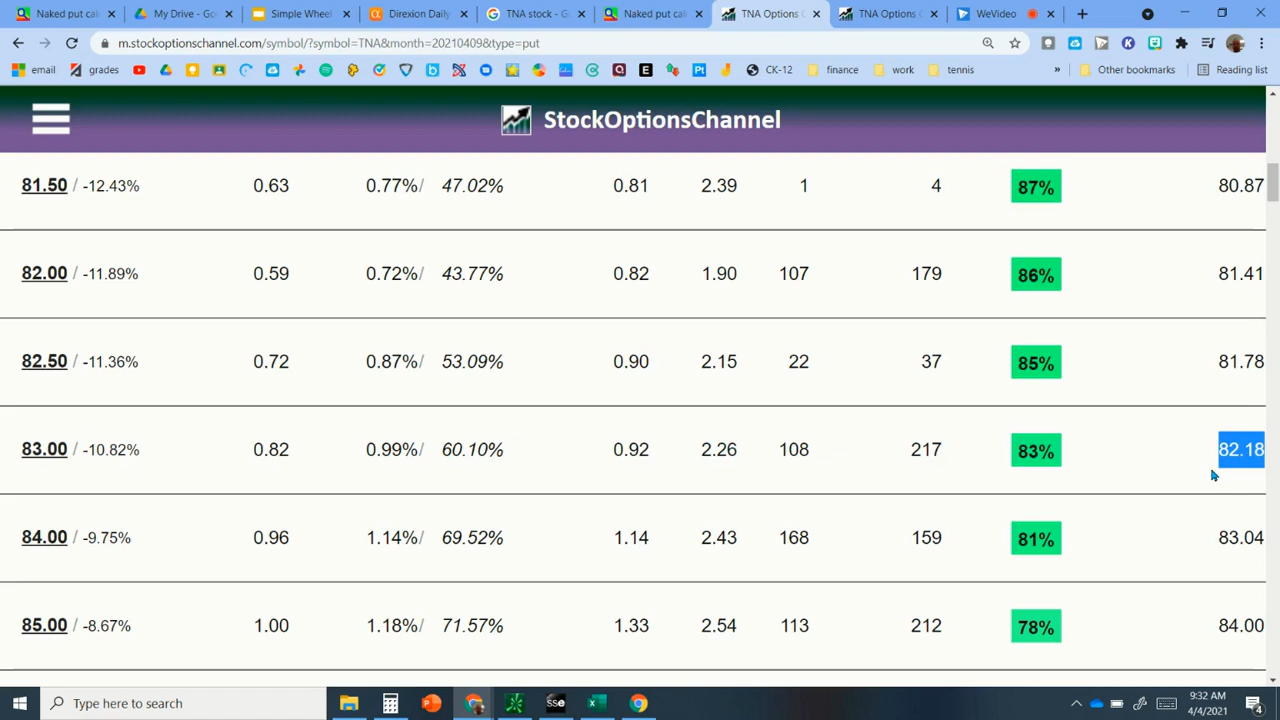 Naked put cal
My Drive - Go
Simple Whee
Direxion Daily
TNA stock - G
Naked put ca
TNA Options C
TNA Options C
WeVideo
m.stockoptionschannel.com/symbol/?symbol=TNA&month=20210409&type=put
email grades CK-12 finance work tennis » Other bookmarks Reading list
StockOptionsChannel
81.50 / -12.43% 0.63 0.77%/ 47.02% 0.81 2.39 1 4 87% 80.87
82.00 / -11.89% 0.59 0.72%/ 43.77% 0.82 1.90 107 179 86% 81.41
82.50 / -11.36% 0.72 0.87%/ 53.09% 0.90 2.15 22 37 85% 81.78
83.00 / -10.82% 0.82 0.99%/ 60.10% 0.92 2.26 108 217 83% 82.18
84.00 / -9.75% 0.96 1.14%/ 69.52% 1.14 2.43 168 159 81% 83.04
85.00 / -8.67% 1.00 1.18%/ 71.57% 1.33 2.54 113 212 78% 84.00
Type here to search
9:32 AM
4/4/2021